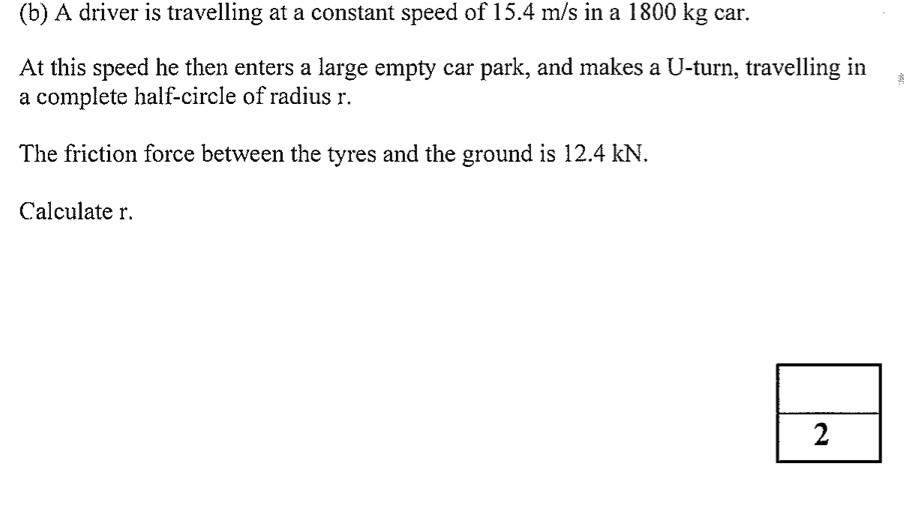 (b) A driver is travelling at a constant speed of 15.4 m/s in a 1800 kg car.
At this speed he then enters a large empty car park, and makes a U-turn, travelling in
a complete half-circle of radius r.
The friction force between the tyres and the ground is 12.4 kN.
Calculate r.
2